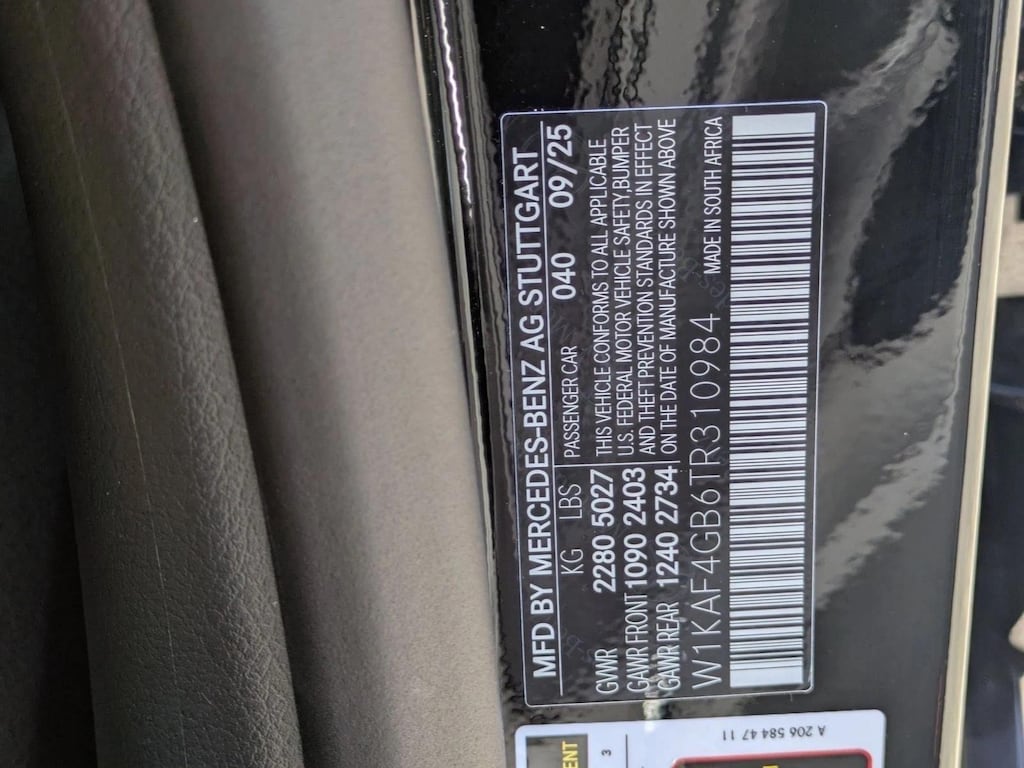 MFD BY MERCEDES-BENZ AG STUTTGART
KG LBS PASSENGER CAR 040 09/25
GVWR 2280 5027
GAWR FRONT 1090 2403
GAWR REAR 1240 2734
THIS VEHICLE CONFORMS TO ALL APPLICABLE
U.S. FEDERAL MOTOR VEHICLE SAFETY,BUMPER
AND THEFT PREVENTION STANDARDS IN EFFECT
ON THE DATE OF MANUFACTURE SHOWN ABOVE
W1KAF4GB6TR310984 MADE IN SOUTH AFRICA
3
A 206 584 47 11